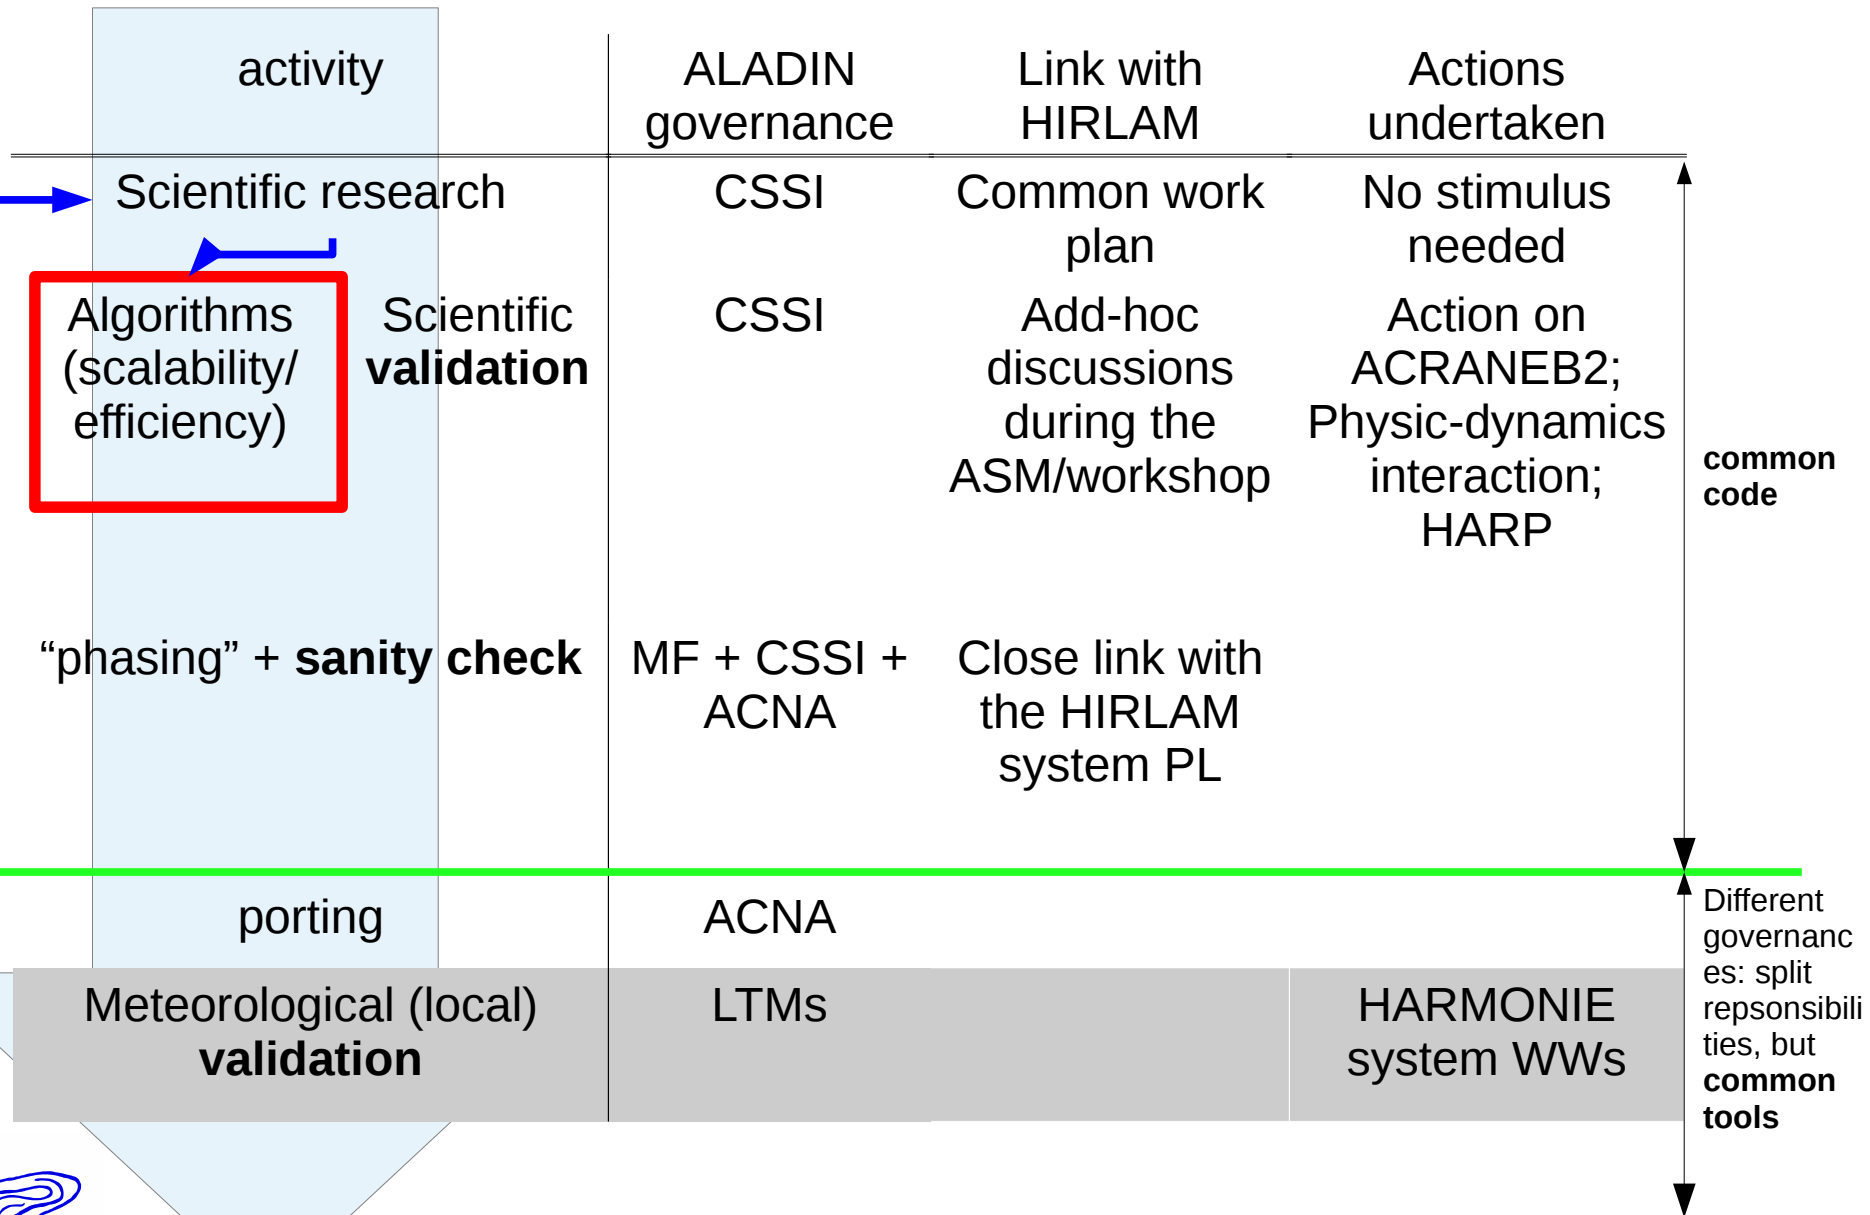 activity
ALADIN
governance
Link with
HIRLAM
Actions
undertaken
Scientific research
CSSI
Common work
plan
No stimulus
needed
Algorithms
(scalability/
efficiency)
Scientific
validation
CSSI
Add-hoc
discussions
during the
ASM/workshop
Action on
ACRANEB2;
Physic-dynamics
interaction;
HARP
common
code
“phasing” + sanity check
MF + CSSI +
ACNA
Close link with
the HIRLAM
system PL
porting
ACNA
Different
governanc
es: split
repsonsibili
ties, but
common
tools
Meteorological (local)
validation
LTMs
HARMONIE
system WWs